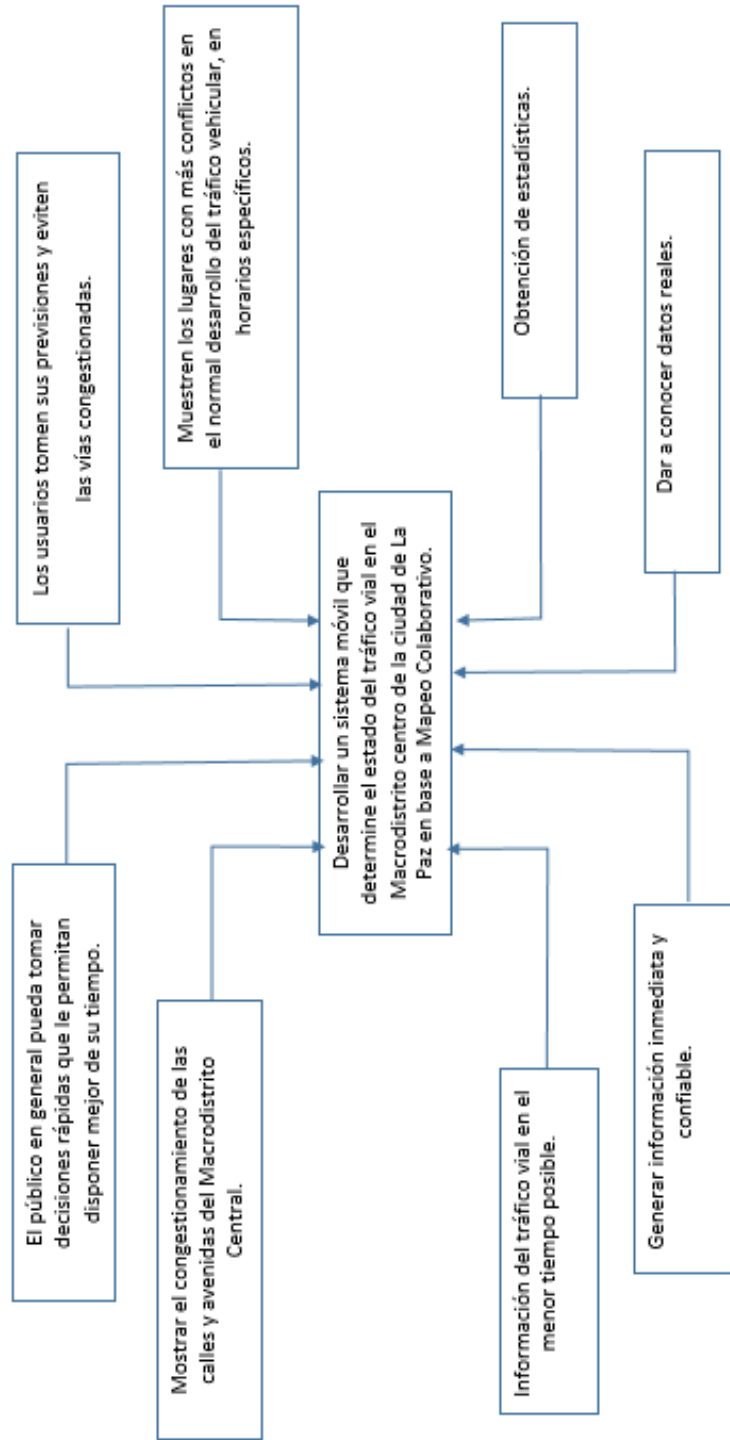 El público en general pueda tomar
decisiones rápidas que le permitan
disponer mejor de su tiempo.
Los usuarios tomen sus previsiones y eviten
las vías congestionadas.
Mostrar el congestionamiento de las
calles y avenidas del Macrodistrito
Central.
Muestren los lugares con más conflictos en
el normal desarrollo del tráfico vehicular, en
horarios específicos.
Desarrollar un sistema móvil que
determine el estado del tráfico vial en el
Macrodistrito centro de la ciudad de La
Paz en base a Mapeo Colaborativo.
Información del tráfico vial en el
menor tiempo posible.
Obtención de estadísticas.
Generar información inmediata y
confiable.
Dar a conocer datos reales.